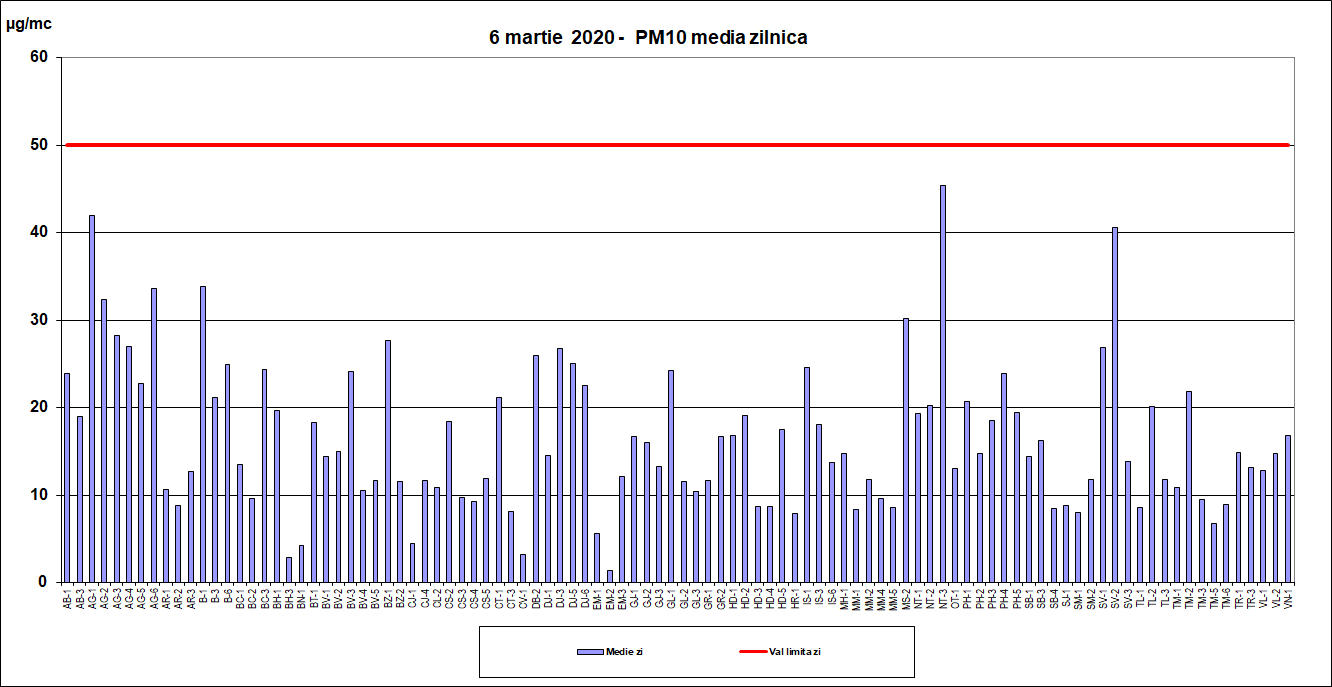 µg/mc
6 martie 2020 - PM10 media zilnica
60
50
40
30
20
10
0
AB-1 AB-3 AG-1 AG-2 AG-3 AG-4 AG-5 AG-6 AR-1 AR-2 AR-3 B-1 B-3 B-6 BC-1 BC-2 BC-3 BH-1 BH-3 BN-1 BT-1 BV-1 BV-2 BV-3 BV-4 BV-5 BZ-1 BZ-2 CJ-1 CJ-4 CL-2 CS-2 CS-3 CS-4 CS-5 CT-1 CT-3 CV-1 DB-2 DJ-1 DJ-3 DJ-5 DJ-6 EM-1 EM-2 EM-3 GJ-1 GJ-2 GJ-3 GL-1 GL-2 GL-3 GR-1 GR-2 HD-1 HD-2 HD-3 HD-4 HD-5 HR-1 IS-1 IS-3 IS-6 MH-1 MM-1 MM-3 MM-4 MM-5 MS-2 NT-1 NT-2 NT-3 OT-1 PH-1 PH-2 PH-3 PH-4 PH-5 SB-1 SB-3 SB-4 SJ-1 SM-1 SM-2 SV-1 SV-2 SV-3 TL-1 TL-2 TL-3 TM-1 TM-2 TM-3 TM-5 TM-6 TR-1 TR-3 VL-1 VL-2 VN-1
Medie zi Val limita zi